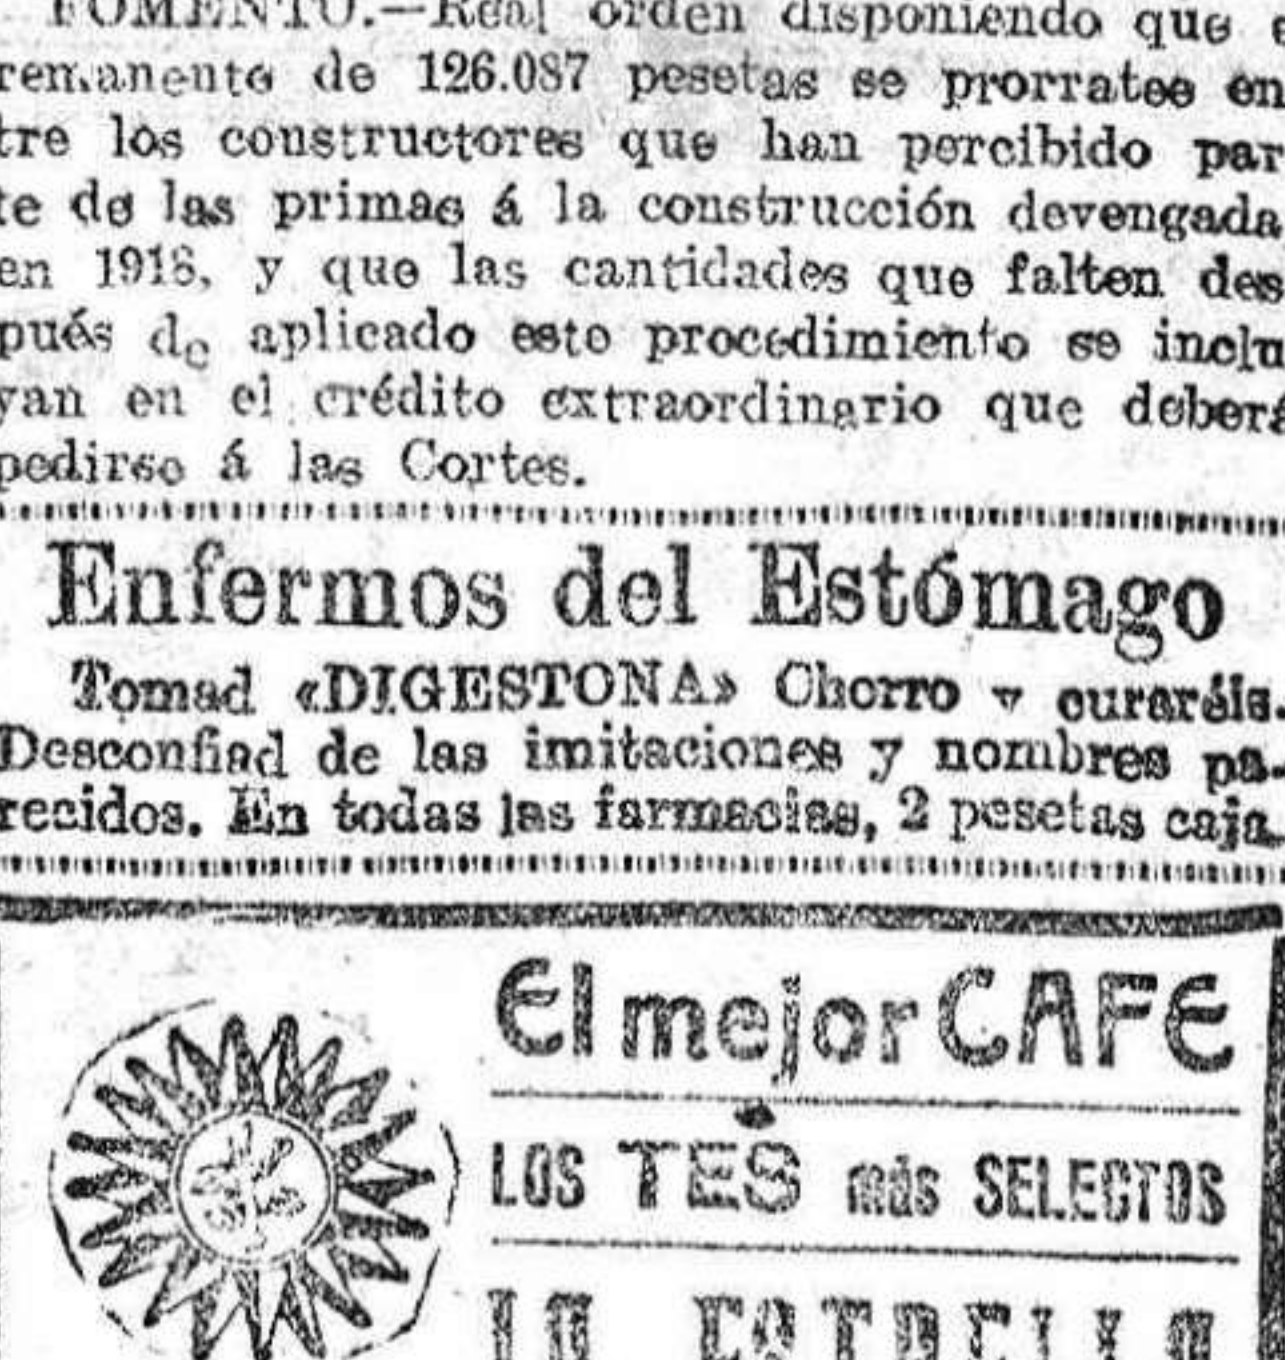 FOMENTO.—Real orden disponiendo que e
remanente de 126.087 pesetas se prorratee en
tre los constructores que han percibido par
te de las primas á la construcción devengada
en 1918, y que las cantidades que falten des
pués de aplicado este procedimiento se inclu
yan en el crédito extraordinario que deberá
pedirse á las Cortes.
Enfermos del Estómago
Tomad «DIGESTONA» Chorro y curaréis.
Desconfiad de las imitaciones y nombres pa-
recidos. En todas las farmacias, 2 pesetas caja.
El mejor CAFE
LOS TÉS más SELECTOS
LA ESTRELLA